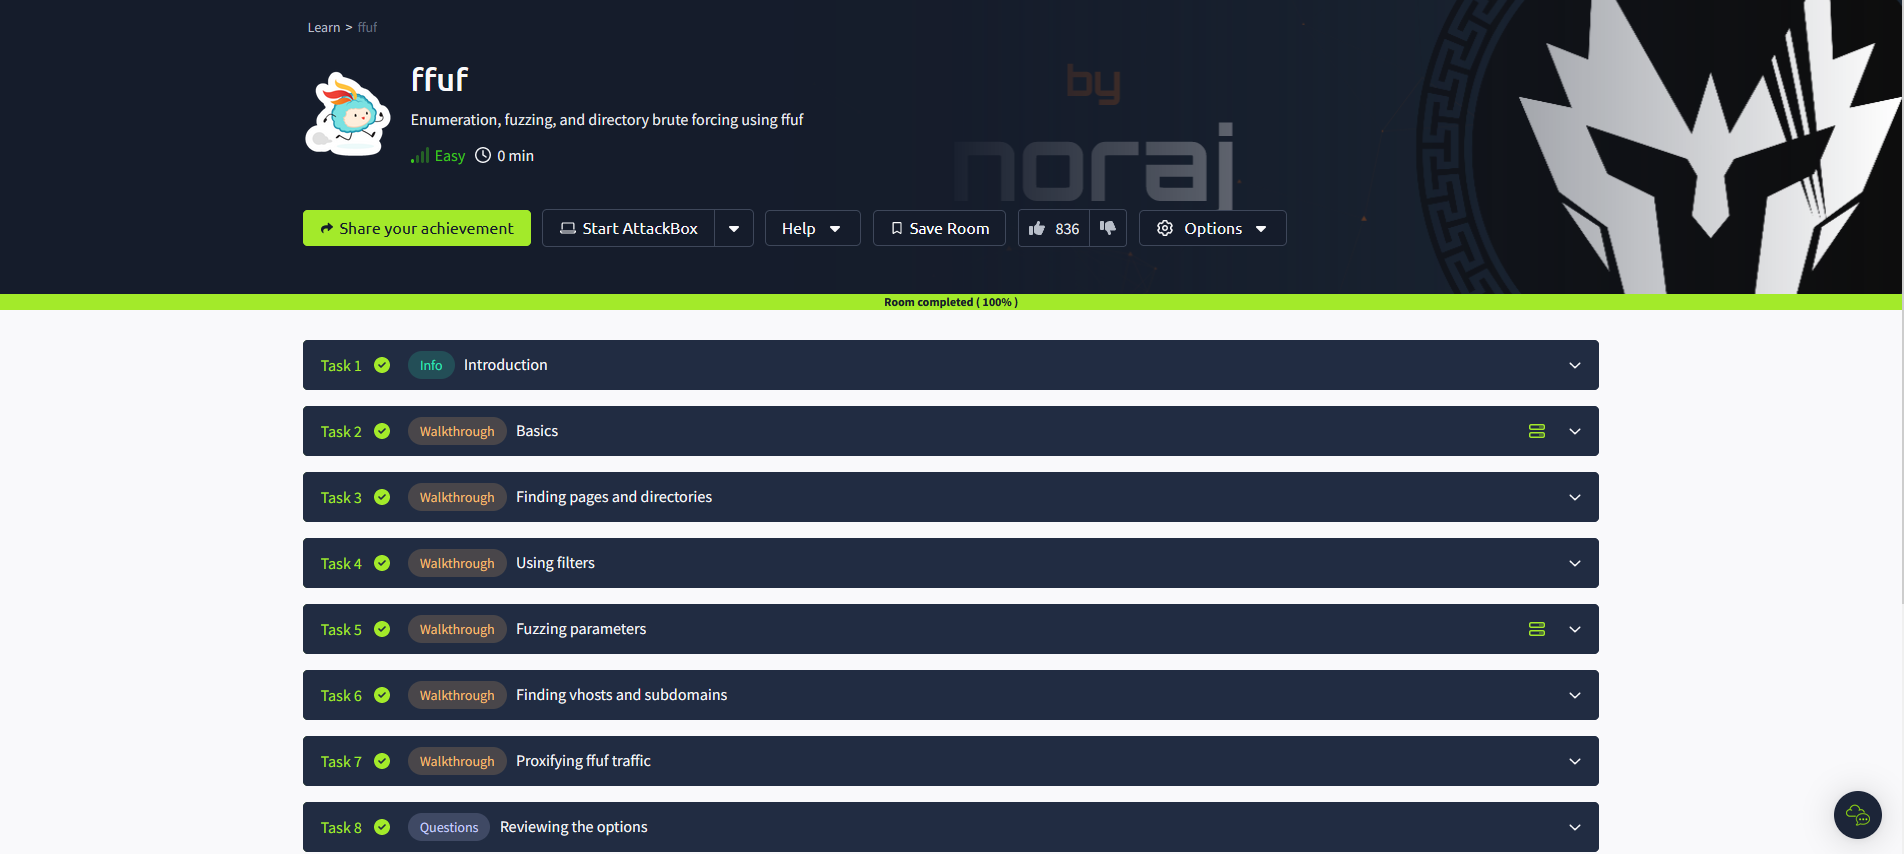 Learn > ffuf
ffuf
by
Enumeration, fuzzing, and directory brute forcing using ffuf
noraj
Easy 0 min
Share your achievement Start AttackBox Help Save Room 836 Options
Room completed ( 100% )
Task 1 Info Introduction
Task 2 Walkthrough Basics
Task 3 Walkthrough Finding pages and directories
Task 4 Walkthrough Using filters
Task 5 Walkthrough Fuzzing parameters
Task 6 Walkthrough Finding vhosts and subdomains
Task 7 Walkthrough Proxifying ffuf traffic
Task 8 Questions Reviewing the options